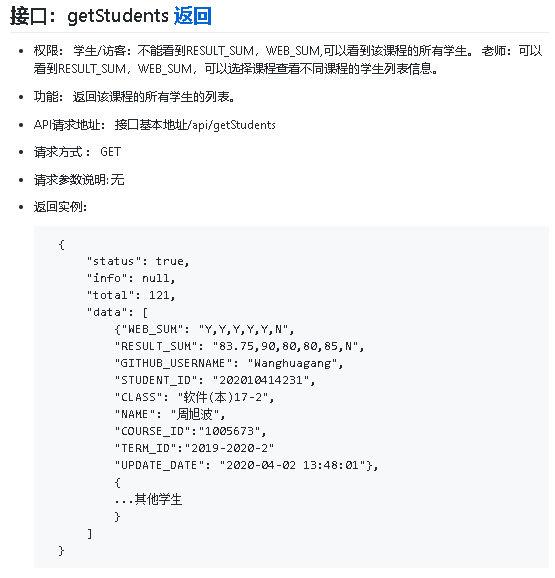 接口：getStudents 返回
权限： 学生/访客：不能看到RESULT_SUM，WEB_SUM,可以看到该课程的所有学生。 老师：可以
看到RESULT_SUM，WEB_SUM，可以选择课程查看不同课程的学生列表信息。
功能： 返回该课程的所有学生的列表。
API请求地址： 接口基本地址/api/getStudents
请求方式 ： GET
请求参数说明:无
返回实例：
{
"status": true,
"info": null,
"total": 121,
"data": [
{"WEB_SUM": "Y,Y,Y,Y,Y,N",
"RESULT_SUM": "83.75,90,80,80,85,N",
"GITHUB_USERNAME": "Wanghuagang",
"STUDENT_ID": "202010414231",
"CLASS": "软件(本)17-2",
"NAME": "周旭波",
"COURSE_ID":"1005673",
"TERM_ID":"2019-2020-2"
"UPDATE_DATE": "2020-04-02 13:48:01"},
{
...其他学生
}
]
}